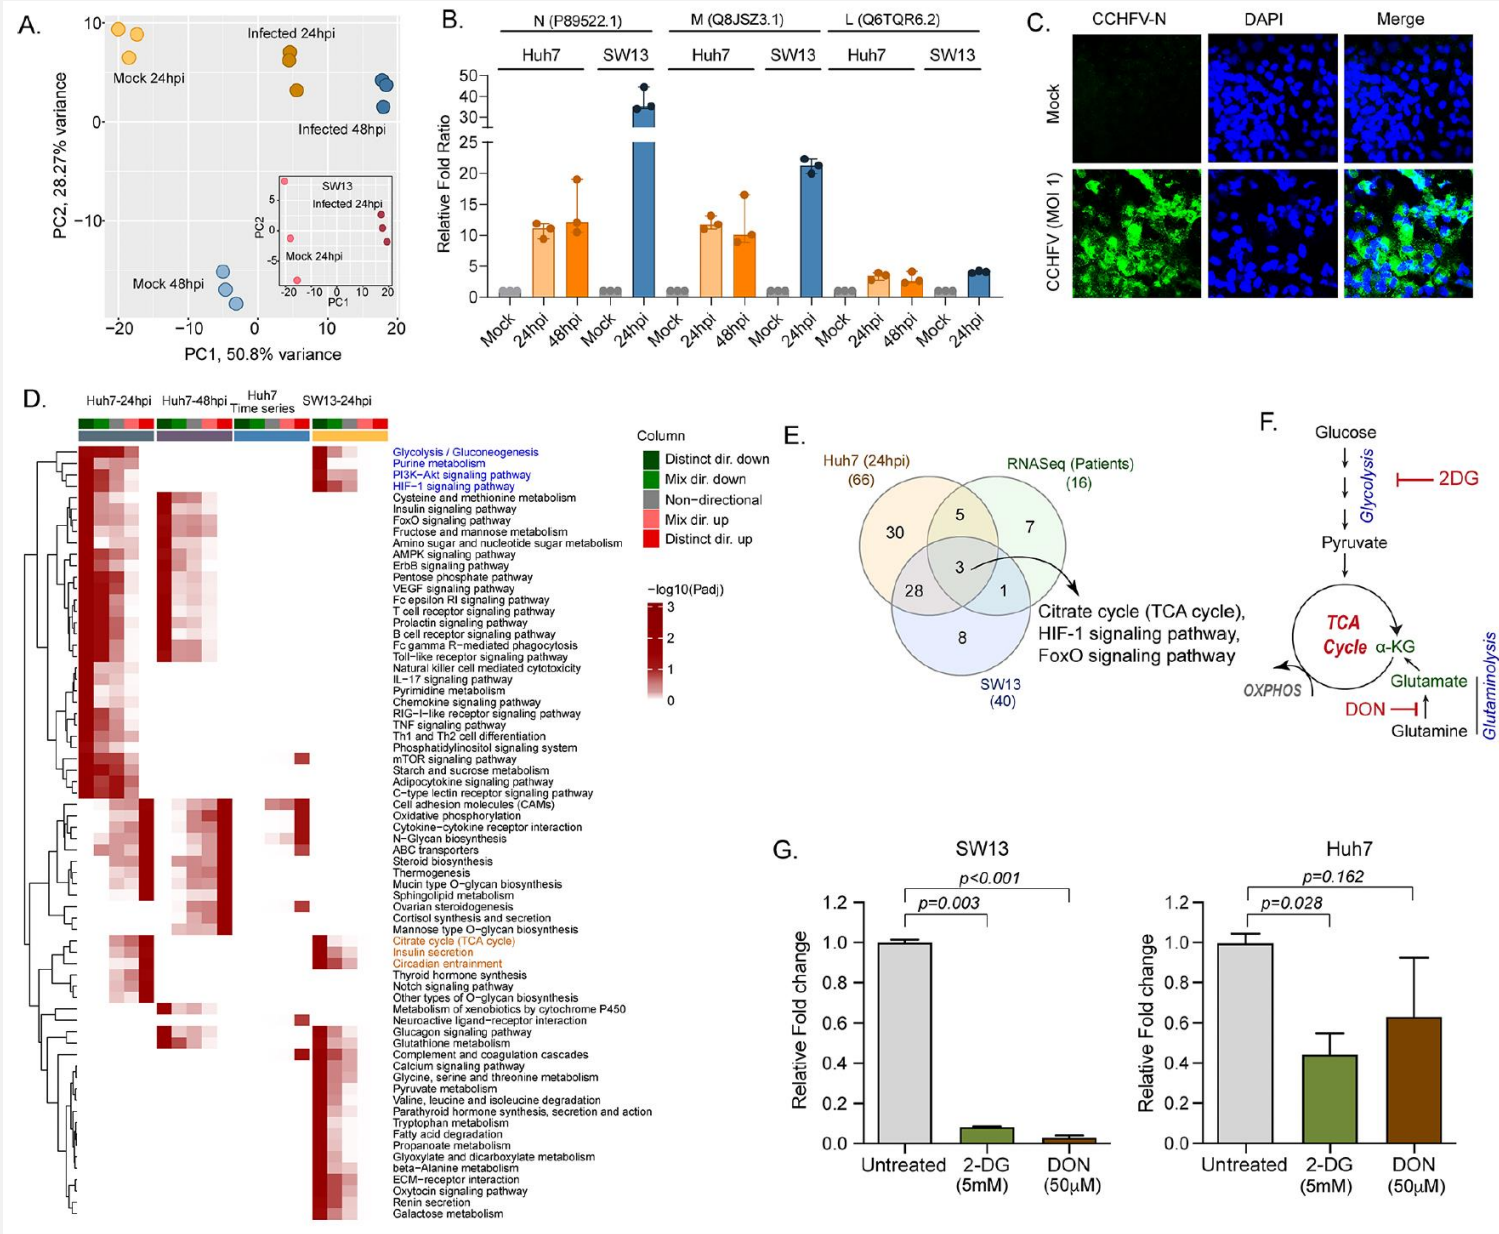 A.
10
0
−10
PC2, 28.27% variance
Mock 24hpi
Infected 24hpi
Infected 48hpi
Mock 48hpi
SW13
Infected 24hpi
Mock 24hpi
5
0
-5
PC2
-20 -10 0 10 20
PC1
−20 −10 0 10 20
PC1, 50.8% variance
B.
N (P89522.1) M (Q8JSZ3.1) L (Q6TQR6.2)
Huh7 SW13 Huh7 SW13 Huh7 SW13
Relative Fold Ratio
50
40
30
25
20
15
10
5
0
Mock 24hpi 48hpi Mock 24hpi Mock 24hpi 48hpi Mock 24hpi Mock 24hpi 48hpi Mock 24hpi
C.
CCHFV-N DAPI Merge
Mock
CCHFV (MOI 1)
D.
Huh7-24hpi Huh7-48hpi Huh7 Time series SW13-24hpi
Glycolysis / Gluconeogenesis
Purine metabolism
PI3K−Akt signaling pathway
HIF−1 signaling pathway
Cysteine and methionine metabolism
Insulin signaling pathway
FoxO signaling pathway
Fructose and mannose metabolism
Amino sugar and nucleotide sugar metabolism
AMPK signaling pathway
ErbB signaling pathway
Pentose phosphate pathway
VEGF signaling pathway
Fc epsilon RI signaling pathway
T cell receptor signaling pathway
Prolactin signaling pathway
B cell receptor signaling pathway
Fc gamma R−mediated phagocytosis
Toll−like receptor signaling pathway
Natural killer cell mediated cytotoxicity
IL−17 signaling pathway
Pyrimidine metabolism
Chemokine signaling pathway
RIG−I−like receptor signaling pathway
TNF signaling pathway
Th1 and Th2 cell differentiation
Phosphatidylinositol signaling system
mTOR signaling pathway
Starch and sucrose metabolism
Adipocytokine signaling pathway
C−type lectin receptor signaling pathway
Cell adhesion molecules (CAMs)
Oxidative phosphorylation
Cytokine−cytokine receptor interaction
N−Glycan biosynthesis
ABC transporters
Steroid biosynthesis
Thermogenesis
Mucin type O−glycan biosynthesis
Sphingolipid metabolism
Ovarian steroidogenesis
Cortisol synthesis and secretion
Mannose type O−glycan biosynthesis
Citrate cycle (TCA cycle)
Insulin secretion
Circadian entrainment
Thyroid hormone synthesis
Notch signaling pathway
Other types of O−glycan biosynthesis
Metabolism of xenobiotics by cytochrome P450
Neuroactive ligand−receptor interaction
Glucagon signaling pathway
Glutathione metabolism
Complement and coagulation cascades
Calcium signaling pathway
Glycine, serine and threonine metabolism
Pyruvate metabolism
Valine, leucine and isoleucine degradation
Parathyroid hormone synthesis, secretion and action
Tryptophan metabolism
Fatty acid degradation
Propanoate metabolism
Glyoxylate and dicarboxylate metabolism
beta−Alanine metabolism
ECM−receptor interaction
Oxytocin signaling pathway
Renin secretion
Galactose metabolism
Column
Distinct dir. down
Mix dir. down
Non-directional
Mix dir. up
Distinct dir. up
−log10(Padj)
3
2
1
0
E.
Huh7 (24hpi)
(66)
RNASeq (Patients)
(16)
30
5
7
3
28
1
8
SW13
(40)
Citrate cycle (TCA cycle),
HIF-1 signaling pathway,
FoxO signaling pathway
F.
Glucose
Glycolysis
2DG
Pyruvate
TCA
Cycle
α-KG
Glutamate
OXPHOS
DON
Glutamine
Glutaminolysis
G.
SW13
p<0.001
p=0.003
Relative Fold change
1.2
1.0
0.8
0.6
0.4
0.2
0.0
Untreated 2-DG (5mM) DON (50µM)
Huh7
p=0.162
p=0.028
Relative Fold change
1.2
1.0
0.8
0.6
0.4
0.2
0.0
Untreated 2-DG (5mM) DON (50µM)